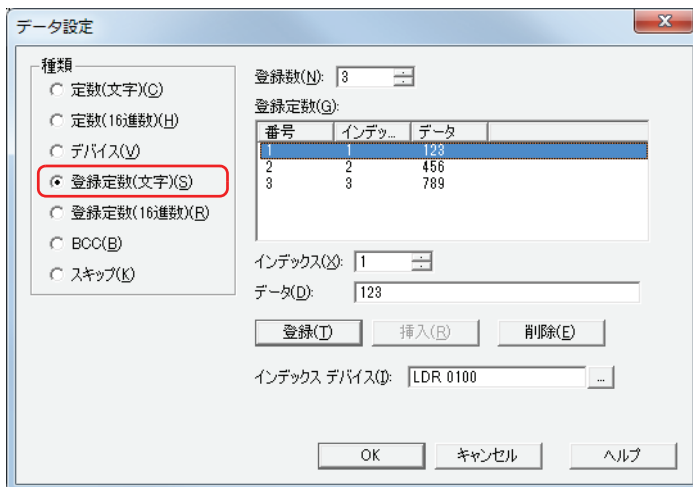 データ設定
種類
定数(文字)(C)
定数(16進数)(H)
デバイス(V)
登録定数(文字)(S)
登録定数(16進数)(R)
BCC(B)
スキップ(K)
登録数(N): 3
登録定数(G):
番号 インデッ... データ
1 1 123
2 2 456
3 3 789
インデックス(X): 1
データ(D): 123
登録(T) 挿入(R) 削除(E)
インデックス デバイス(I): LDR 0100 ...
OK キャンセル ヘルプ